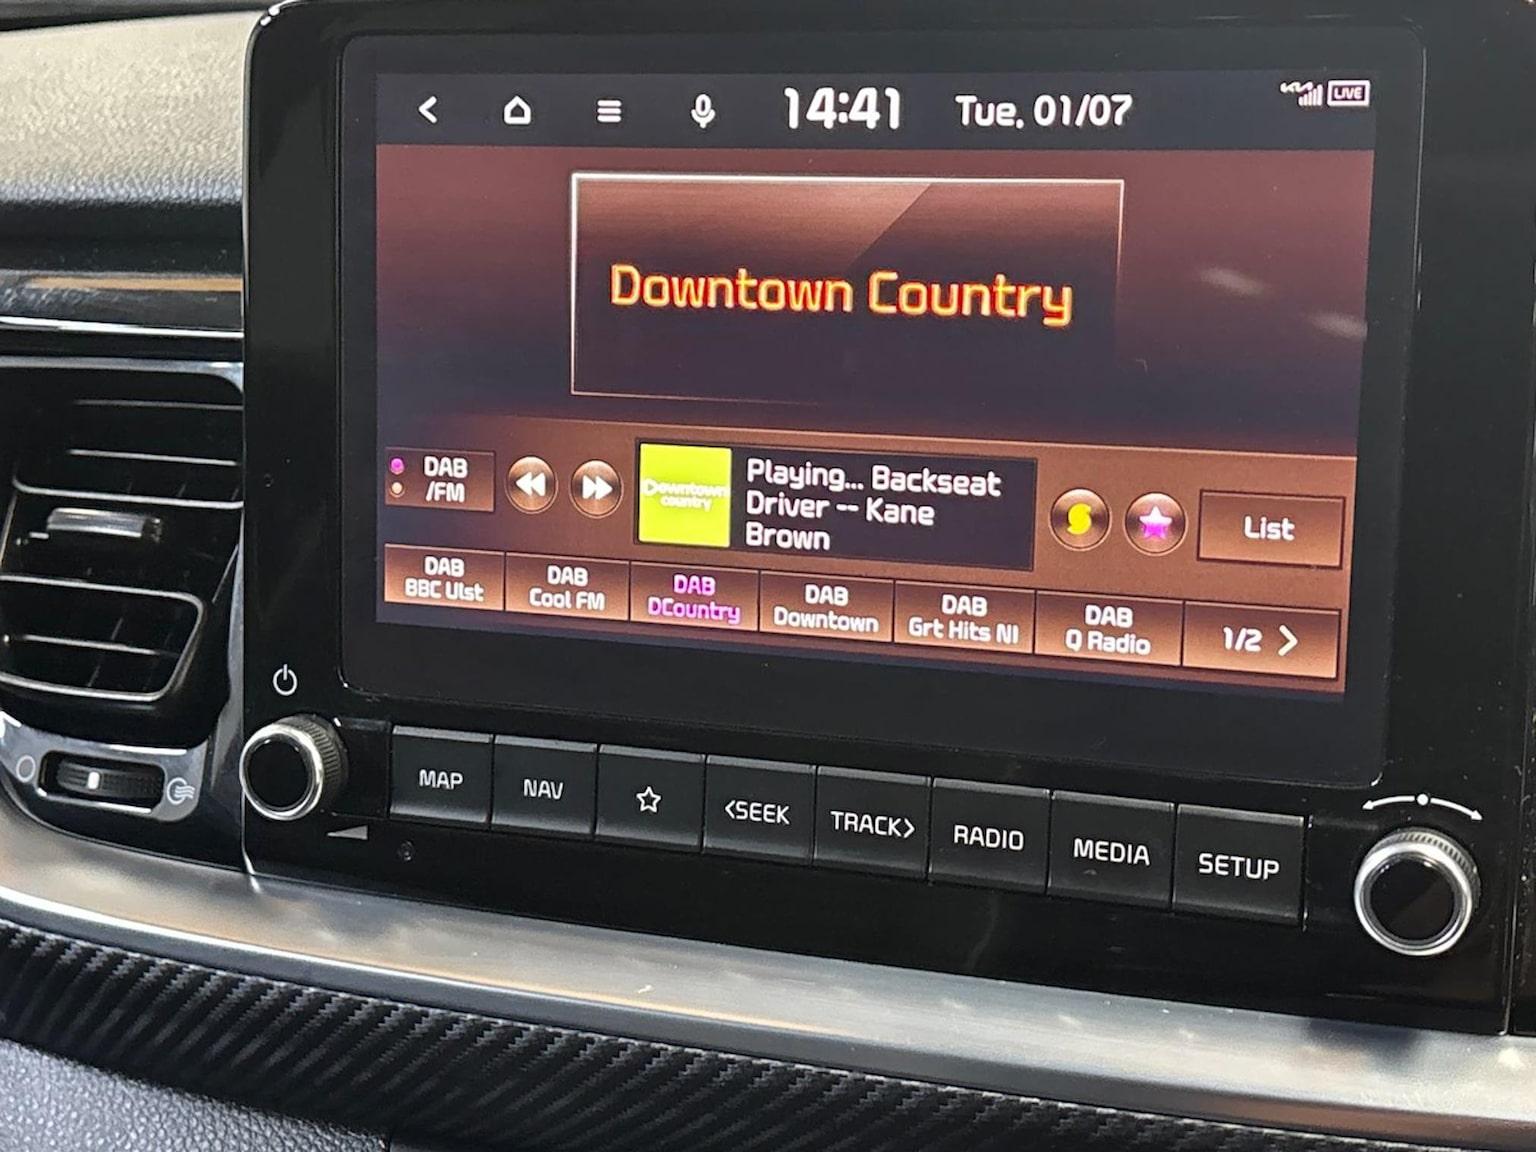 14:41 Tue, 01/07
LIVE
Downtown Country
DAB
/FM
Downtown
country
Playing... Backseat
Driver -- Kane
Brown
List
DAB
BBC Ulst
DAB
Cool FM
DAB
DCountry
DAB
Downtown
DAB
Grt Hits NI
DAB
Q Radio
1/2 >
MAP
NAV
<SEEK
TRACK>
RADIO
MEDIA
SETUP